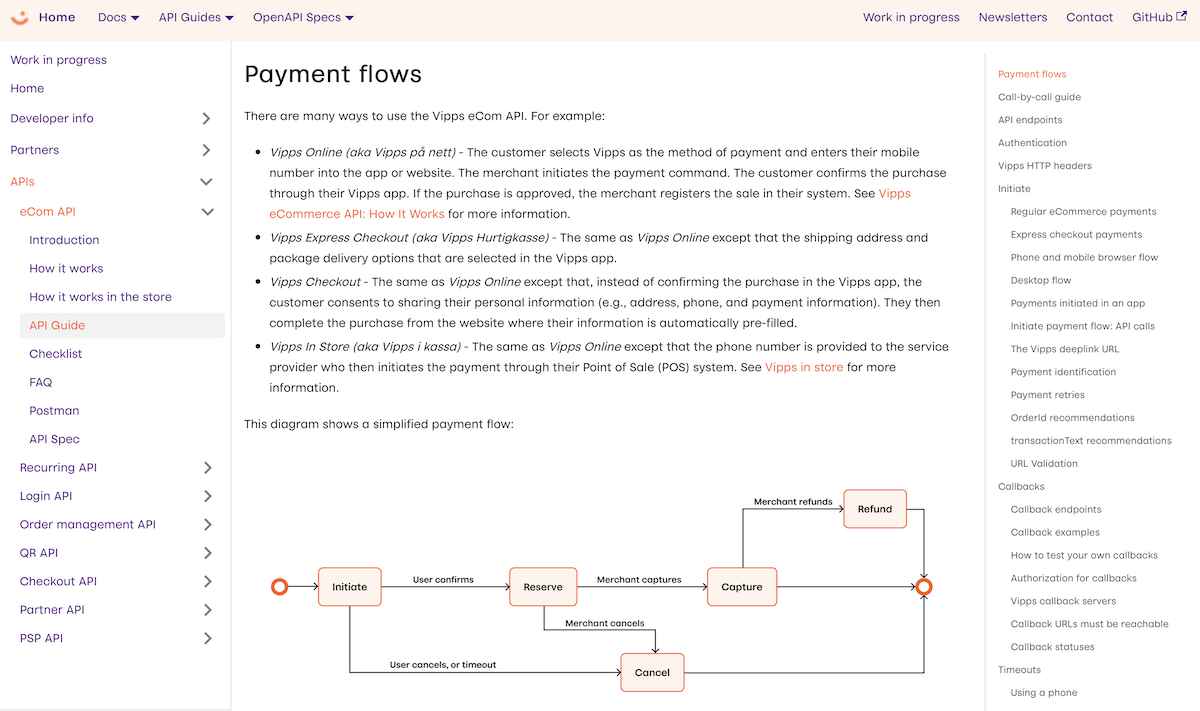 Home Docs API Guides OpenAPI Specs Work in progress Newsletters Contact GitHub
Work in progress
Home
Developer info
Partners
APIs
eCom API
Introduction
How it works
How it works in the store
API Guide
Checklist
FAQ
Postman
API Spec
Recurring API
Login API
Order management API
QR API
Checkout API
Partner API
PSP API
Payment flows
There are many ways to use the Vipps eCom API. For example:
Vipps Online (aka Vipps på nett) - The customer selects Vipps as the method of payment and enters their mobile
number into the app or website. The merchant initiates the payment command. The customer confirms the purchase
through their Vipps app. If the purchase is approved, the merchant registers the sale in their system. See Vipps
eCommerce API: How It Works for more information.
Vipps Express Checkout (aka Vipps Hurtigkasse) - The same as Vipps Online except that the shipping address and
package delivery options that are selected in the Vipps app.
Vipps Checkout - The same as Vipps Online except that, instead of confirming the purchase in the Vipps app, the
customer consents to sharing their personal information (e.g., address, phone, and payment information). They then
complete the purchase from the website where their information is automatically pre-filled.
Vipps In Store (aka Vipps i kassa) - The same as Vipps Online except that the phone number is provided to the service
provider who then initiates the payment through their Point of Sale (POS) system. See Vipps in store for more
information.
This diagram shows a simplified payment flow:
Merchant refunds
Refund
Initiate
User confirms
Reserve
Merchant captures
Capture
Merchant cancels
User cancels, or timeout
Cancel
Payment flows
Call-by-call guide
API endpoints
Authentication
Vipps HTTP headers
Initiate
Regular eCommerce payments
Express checkout payments
Phone and mobile browser flow
Desktop flow
Payments initiated in an app
Initiate payment flow: API calls
The Vipps deeplink URL
Payment identification
Payment retries
OrderId recommendations
transactionText recommendations
URL Validation
Callbacks
Callback endpoints
Callback examples
How to test your own callbacks
Authorization for callbacks
Vipps callback servers
Callback URLs must be reachable
Callback statuses
Timeouts
Using a phone